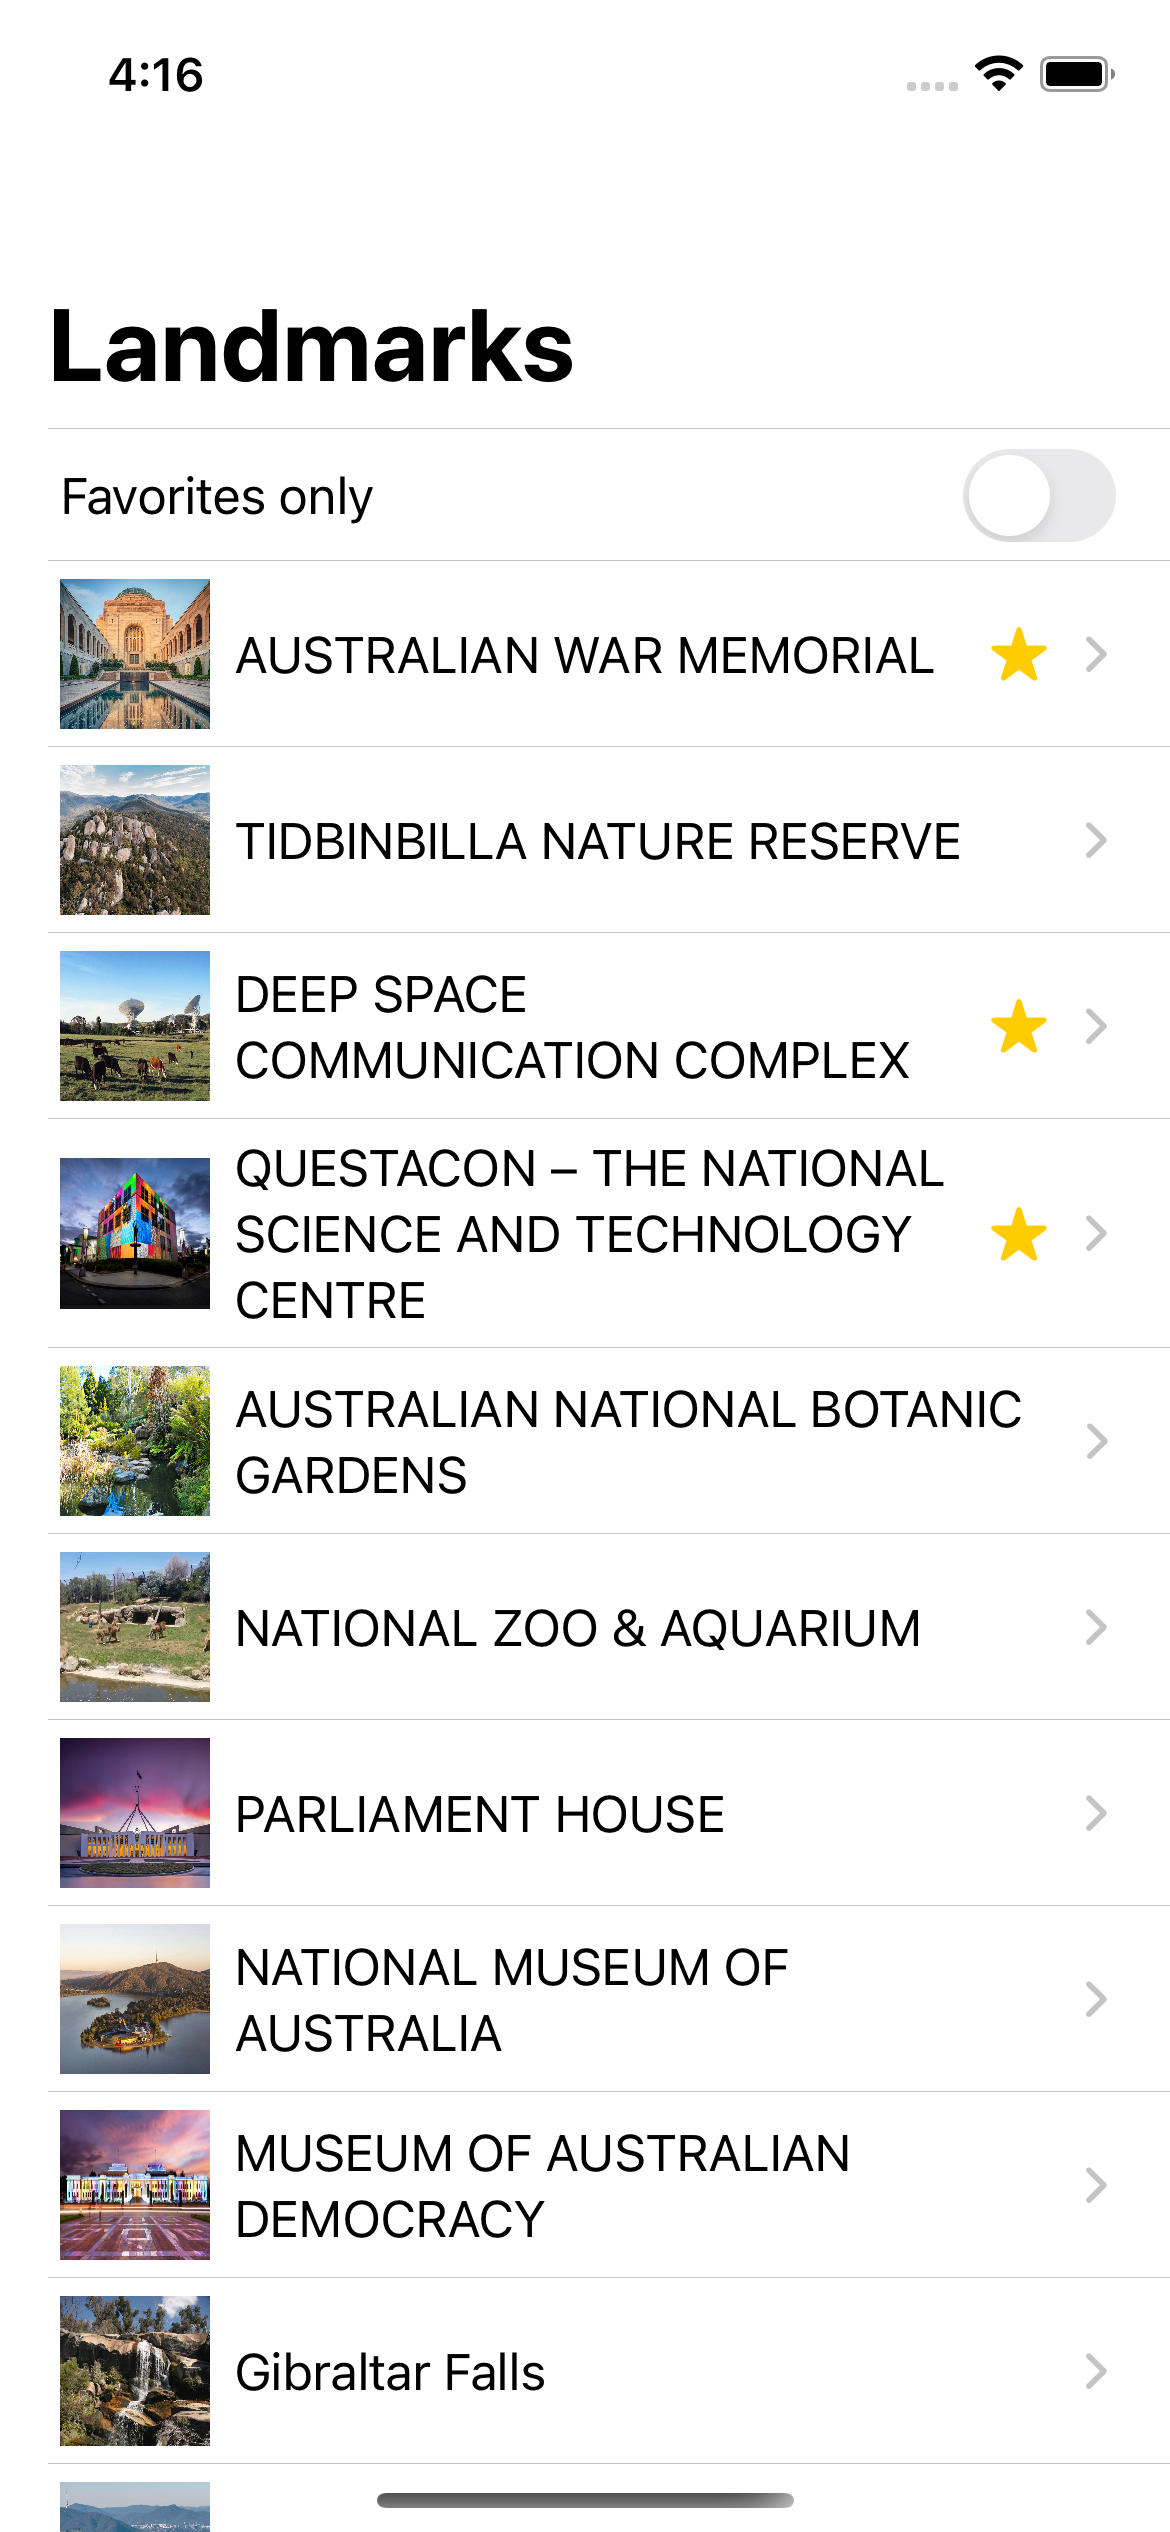 4:16
Landmarks
Favorites only
AUSTRALIAN WAR MEMORIAL
TIDBINBILLA NATURE RESERVE
DEEP SPACE
COMMUNICATION COMPLEX
QUESTACON – THE NATIONAL
SCIENCE AND TECHNOLOGY
CENTRE
AUSTRALIAN NATIONAL BOTANIC
GARDENS
NATIONAL ZOO & AQUARIUM
PARLIAMENT HOUSE
NATIONAL MUSEUM OF
AUSTRALIA
MUSEUM OF AUSTRALIAN
DEMOCRACY
Gibraltar Falls